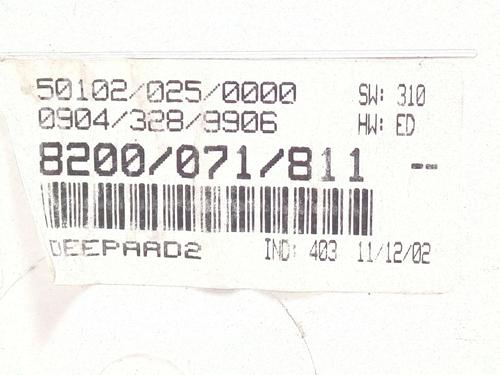 50102/025/0000 SW: 310
0904/328/9906 HW: ED
8200/071/811 --
DEEPARD2 IND: 403 11/12/02